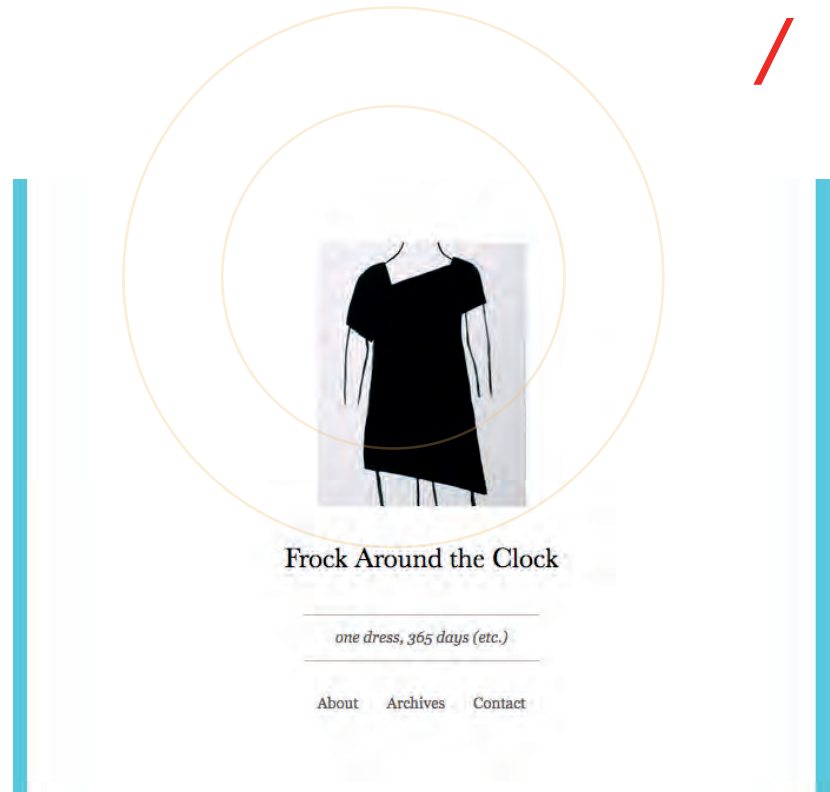 /
Frock Around the Clock
one dress, 365 days (etc.)
About Archives Contact